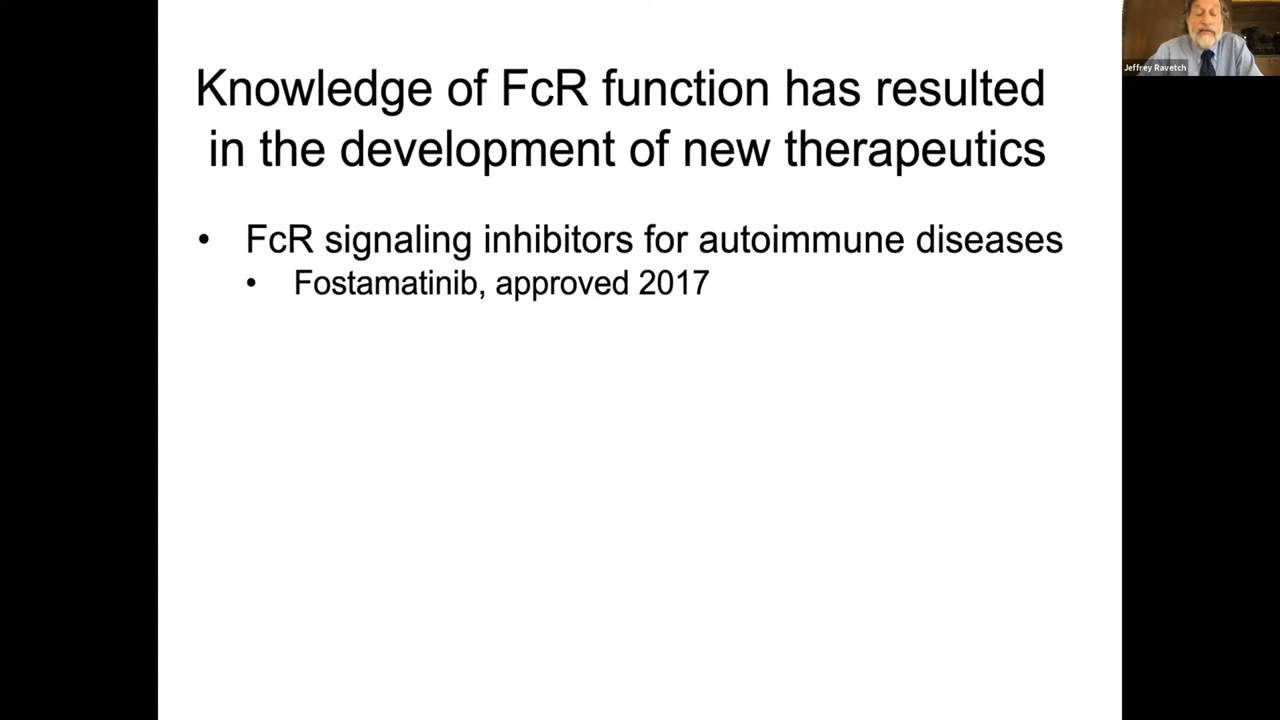 Knowledge of FcR function has resulted
in the development of new therapeutics
• FcR signaling inhibitors for autoimmune diseases
• Fostamatinib, approved 2017
Jeffrey Ravetch